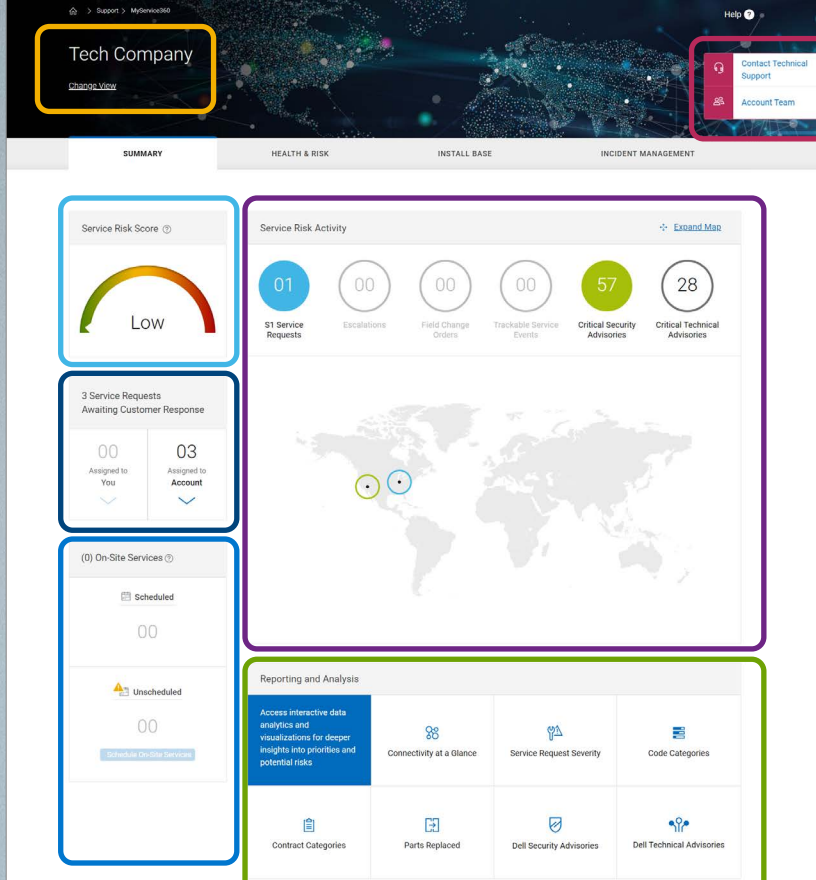 > Support > MyService360
Help ?
Tech Company
Change View
Contact Technical
Support
Account Team
SUMMARY
HEALTH & RISK
INSTALL BASE
INCIDENT MANAGEMENT
Service Risk Score ?
Low
Service Risk Activity
Expand Map
01
00
00
00
57
28
S1 Service
Requests
Escalations
Field Change
Orders
Trackable Service
Events
Critical Security
Advisories
Critical Technical
Advisories
3 Service Requests
Awaiting Customer Response
00
Assigned to
You
03
Assigned to
Account
(0) On-Site Services ?
Scheduled
00
Unscheduled
00
Schedule On-Site Services
Reporting and Analysis
Access interactive data
analytics and
visualizations for deeper
insights into priorities and
potential risks
Connectivity at a Glance
Service Request Severity
Code Categories
Contract Categories
Parts Replaced
Dell Security Advisories
Dell Technical Advisories